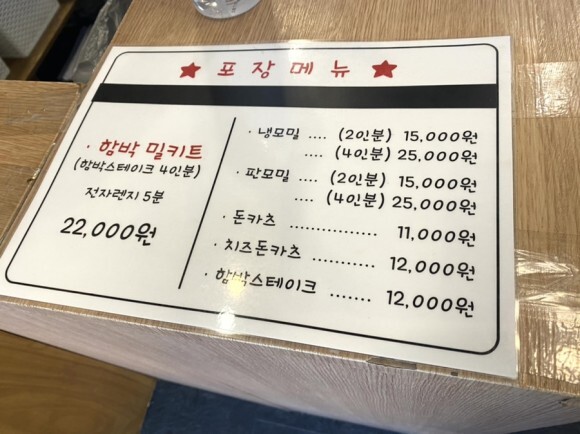 ★ 포장메뉴 ★
· 함박 밀키트
(함박스테이크 4인분)
전자렌지 5분
22,000원
· 냉모밀 .... (2인분) 15,000원
.... (4인분) 25,000원
· 판모밀 .... (2인분) 15,000원
.... (4인분) 25,000원
· 돈카츠 .............. 11,000원
· 치즈돈카츠 ........... 12,000원
· 함박스테이크 ....... 12,000원